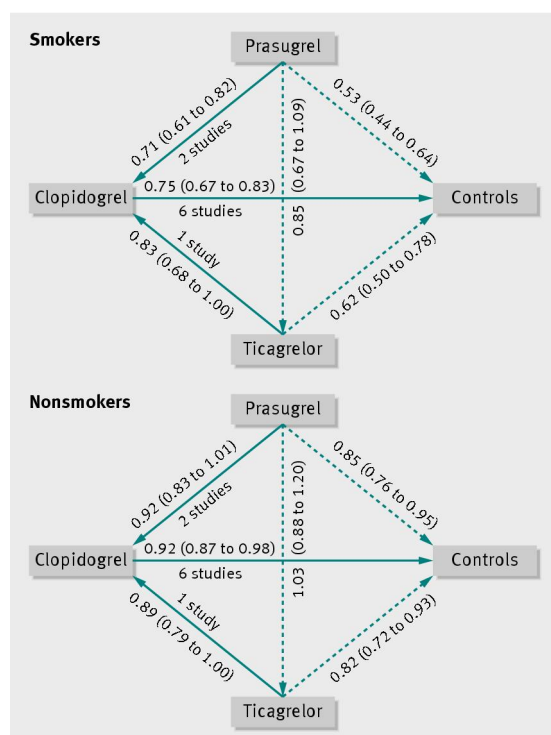 Smokers
Prasugrel
0.71 (0.61 to 0.82)
2 studies
0.53 (0.44 to 0.64)
0.85 (0.67 to 1.09)
Clopidogrel
0.75 (0.67 to 0.83)
6 studies
Controls
1 study
0.83 (0.68 to 1.00)
0.62 (0.50 to 0.78)
Ticagrelor
Nonsmokers
Prasugrel
0.92 (0.83 to 1.01)
2 studies
0.85 (0.76 to 0.95)
1.03 (0.88 to 1.20)
Clopidogrel
0.92 (0.87 to 0.98)
6 studies
Controls
1 study
0.89 (0.79 to 1.00)
0.82 (0.72 to 0.93)
Ticagrelor